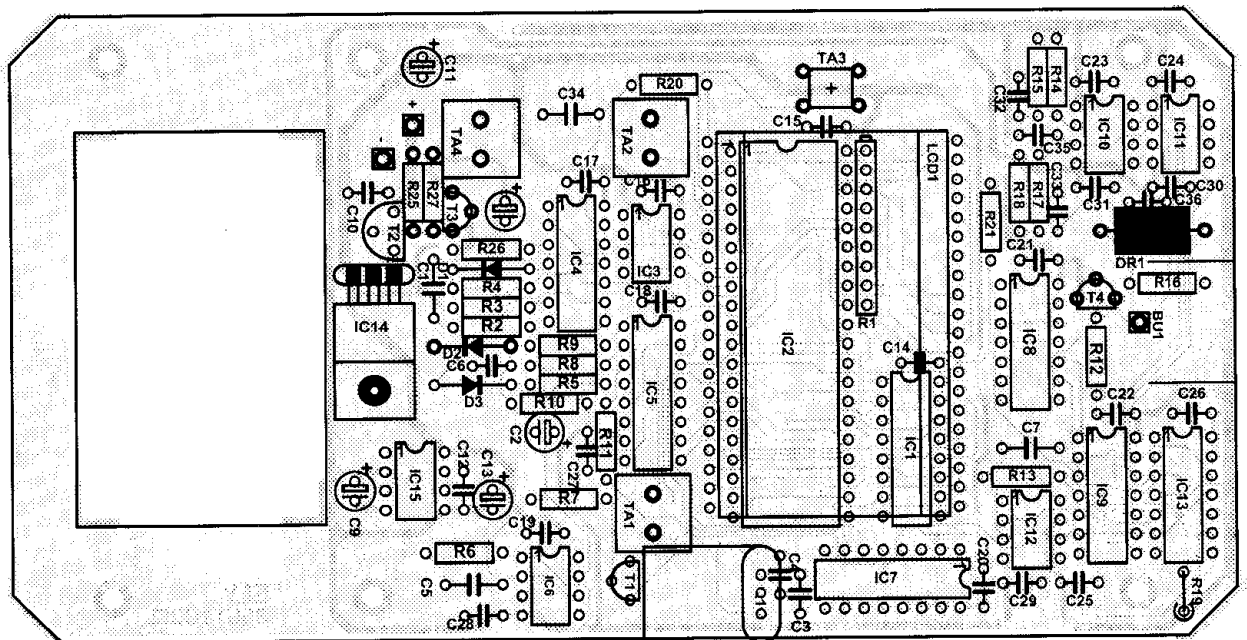 C11
+
TA4
C34
R20
TA2
TA3
+
C15
LCD1
R15
R14
C23
C24
C32
IC10
IC11
C35
+
-
C17
C10
R25
R27
T3
T2
+
R26
IC4
IC3
C18
R21
R18
R17
C33
C31
C30
C36
DR1
C21
R16
T4
BU1
IC14
C1
D1
R4
R3
R2
D2
C6
D3
R9
R8
R5
R10
IC5
IC2
R1
C14
IC8
R12
C22
C26
C2
+
R11
C27
IC1
C7
R13
IC9
IC13
IC15
C12
C13
+
C9
+
R7
TA1
IC12
C19
R6
C5
C28
IC6
T1
Q1
C4
C3
IC7
C20
C29
C25
R19